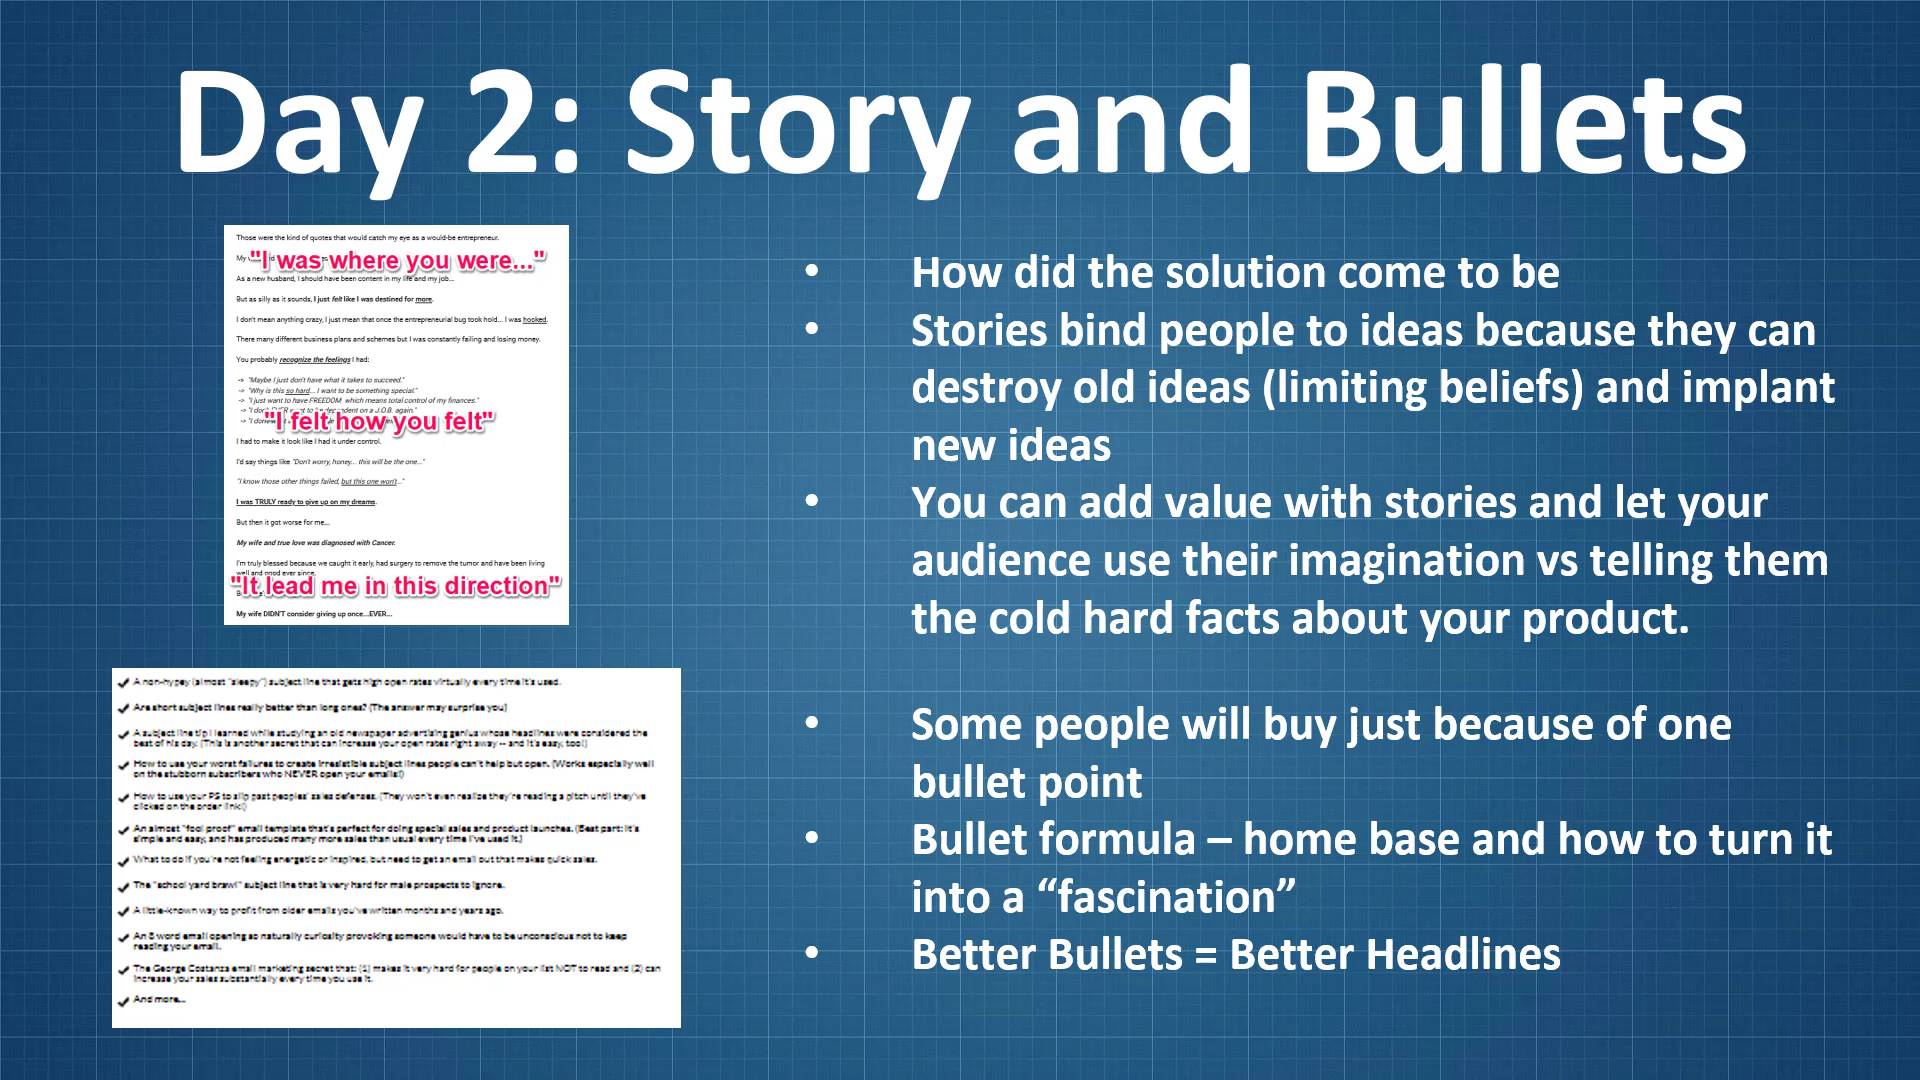 Day 2: Story and Bullets
Those were the kind of quotes that would catch my eye as a would-be entrepreneur.
My
"I was where you were..."
As a new husband, I should have been content in my life and my job...
But as silly as it sounds, I just felt like I was destined for more.
I don't mean anything crazy, I just mean that once the entrepreneurial bug took hold... I was hooked.
There many different business plans and schemes but I was constantly failing and losing money.
You probably recognize the feelings I had:
-> "Maybe I just don't have what it takes to succeed."
-> "Why is this so hard... I want to be something special."
-> "I just want to have FREEDOM which means total control of my finances."
-> "I don't EVER want to be dependent on a J.O.B. again."
"I felt how you felt"
I had to make it look like I had it under control.
I'd say things like "Don't worry, honey... this will be the one..."
"I know those other things failed, but this one won't..."
I was TRULY ready to give up on my dreams.
But then it got worse for me...
My wife and true love was diagnosed with Cancer.
I'm truly blessed because we caught it early, had surgery to remove the tumor and have been living
well and good ever since.
"It lead me in this direction"
My wife DIDN'T consider giving up once...EVER...
A non-hypey (almost "sleepy") subject line that gets high open rates virtually every time it's used.
Are short subject lines really better than long ones? (The answer may surprise you)
A subject line tip I learned while studying an old newspaper advertising genius whose headlines were considered the
best of his day. (This is another secret that can increase your open rates right away -- and it's easy, too!)
How to use your worst failures to create irresistible subject lines people can't help but open. (Works especially well
on the stubborn subscribers who NEVER open your emails!)
How to use your PS to slip past peoples' sales defenses. (They won't even realize they're reading a pitch until they've
clicked on the order link!)
An almost "fool proof" email template that's perfect for doing special sales and product launches. (Best part: It's
simple and easy, and has produced many more sales than usual every time I've used it.)
What to do if you're not feeling energetic or inspired, but need to get an email out that makes quick sales.
The "school yard brawl" subject line that is very hard for male prospects to ignore.
A little-known way to profit from older emails you've written months and years ago.
An 8 word email opening so naturally curiosity provoking someone would have to be unconscious not to keep
reading your email.
The George Costanza email marketing secret that: (1) makes it very hard for people on your list NOT to read and (2) can
increase your sales substantially every time you use it.
And more...
• How did the solution come to be
• Stories bind people to ideas because they can
destroy old ideas (limiting beliefs) and implant
new ideas
• You can add value with stories and let your
audience use their imagination vs telling them
the cold hard facts about your product.
• Some people will buy just because of one
bullet point
• Bullet formula – home base and how to turn it
into a “fascination”
• Better Bullets = Better Headlines